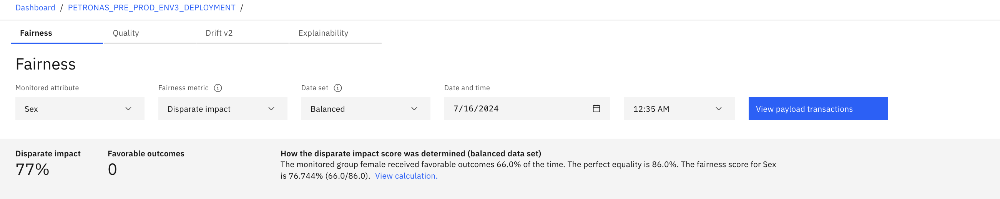 Dashboard / PETRONAS_PRE_PROD_ENV3_DEPLOYMENT /
Fairness Quality Drift v2 Explainability
Fairness
Monitored attribute Fairness metric Data set Date and time
Sex Disparate impact Balanced 7/16/2024 12:35 AM View payload transactions
Disparate impact Favorable outcomes How the disparate impact score was determined (balanced data set)
77% 0 The monitored group female received favorable outcomes 66.0% of the time. The perfect equality is 86.0%. The fairness score for Sex
is 76.744% (66.0/86.0). View calculation.